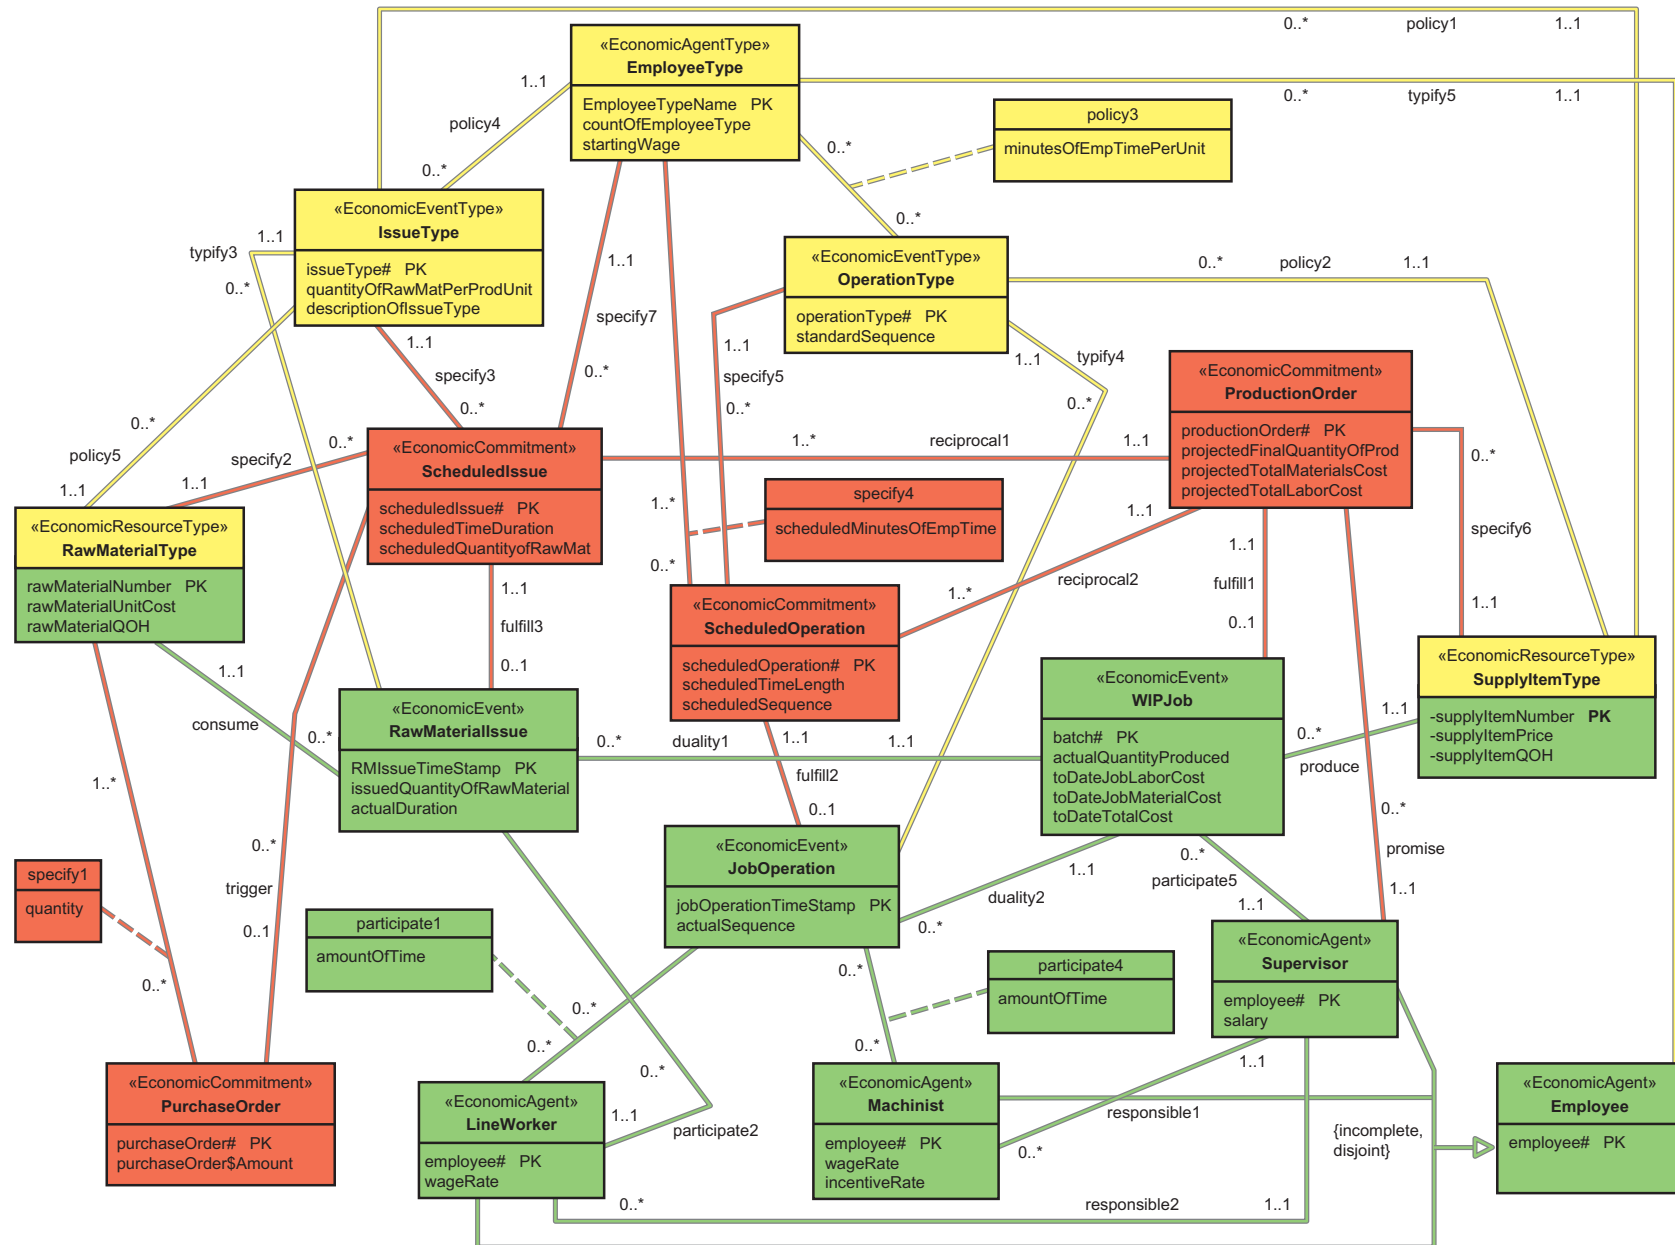 0..*
policy1
1..1
«EconomicAgentType»
EmployeeType
EmployeeTypeName PK
countOfEmployeeType
startingWage
1..1
policy4
0..*
0..*
typify5
1..1
policy3
minutesOfEmpTimePerUnit
0..*
0..*
«EconomicEventType»
IssueType
issueType# PK
quantityOfRawMatPerProdUnit
descriptionOfIssueType
typify3
1..1
0..*
«EconomicEventType»
OperationType
operationType# PK
standardSequence
0..*
policy2
1..1
1..1
specify7
0..*
1..1
specify3
0..*
1..1
specify5
0..*
1..1
typify4
0..*
«EconomicCommitment»
ProductionOrder
productionOrder# PK
projectedFinalQuantityOfProd
projectedTotalMaterialsCost
projectedTotalLaborCost
0..*
policy5
1..1
specify2
0..*
1..1
«EconomicCommitment»
ScheduledIssue
scheduledIssue# PK
scheduledTimeDuration
scheduledQuantityofRawMat
1..*
reciprocal1
1..1
0..*
specify6
1..1
specify4
scheduledMinutesOfEmpTime
1..*
0..*
«EconomicResourceType»
RawMaterialType
rawMaterialNumber PK
rawMaterialUnitCost
rawMaterialQOH
1..1
reciprocal2
1..*
1..1
fulfill1
0..1
1..1
fulfill3
0..1
«EconomicCommitment»
ScheduledOperation
scheduledOperation# PK
scheduledTimeLength
scheduledSequence
«EconomicResourceType»
SupplyItemType
-supplyItemNumber PK
-supplyItemPrice
-supplyItemQOH
«EconomicEvent»
WIPJob
batch# PK
actualQuantityProduced
toDateJobLaborCost
toDateJobMaterialCost
toDateTotalCost
1..1
consume
0..*
«EconomicEvent»
RawMaterialIssue
RMIssueTimeStamp PK
issuedQuantityOfRawMaterial
actualDuration
0..*
duality1
1..1
1..1
0..*
produce
1..1
fulfill2
0..1
1..*
0..*
0..*
trigger
0..1
«EconomicEvent»
JobOperation
jobOperationTimeStamp PK
actualSequence
0..*
promise
1..1
0..*
participate5
1..1
1..1
duality2
0..*
specify1
quantity
participate1
amountOfTime
participate4
amountOfTime
«EconomicAgent»
Supervisor
employee# PK
salary
0..*
0..*
0..*
0..*
«EconomicCommitment»
PurchaseOrder
purchaseOrder# PK
purchaseOrder$Amount
«EconomicAgent»
LineWorker
employee# PK
wageRate
0..*
1..1
participate2
«EconomicAgent»
Machinist
employee# PK
wageRate
incentiveRate
1..1
responsible1
0..*
{incomplete,
disjoint}
«EconomicAgent»
Employee
employee# PK
0..*
responsible2
1..1